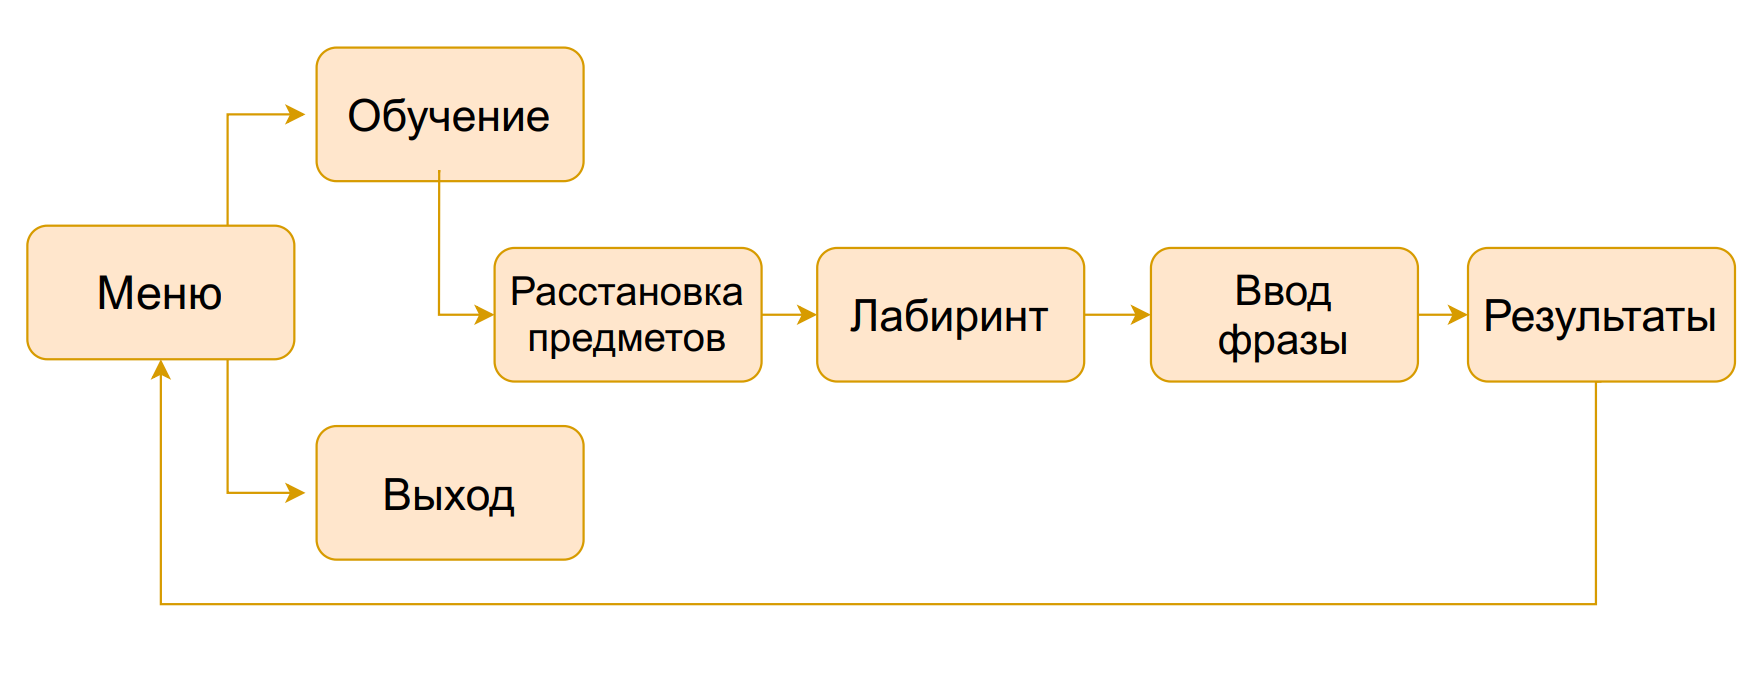 Обучение
Меню
Расстановка
предметов
Лабиринт
Ввод
фразы
Результаты
Выход